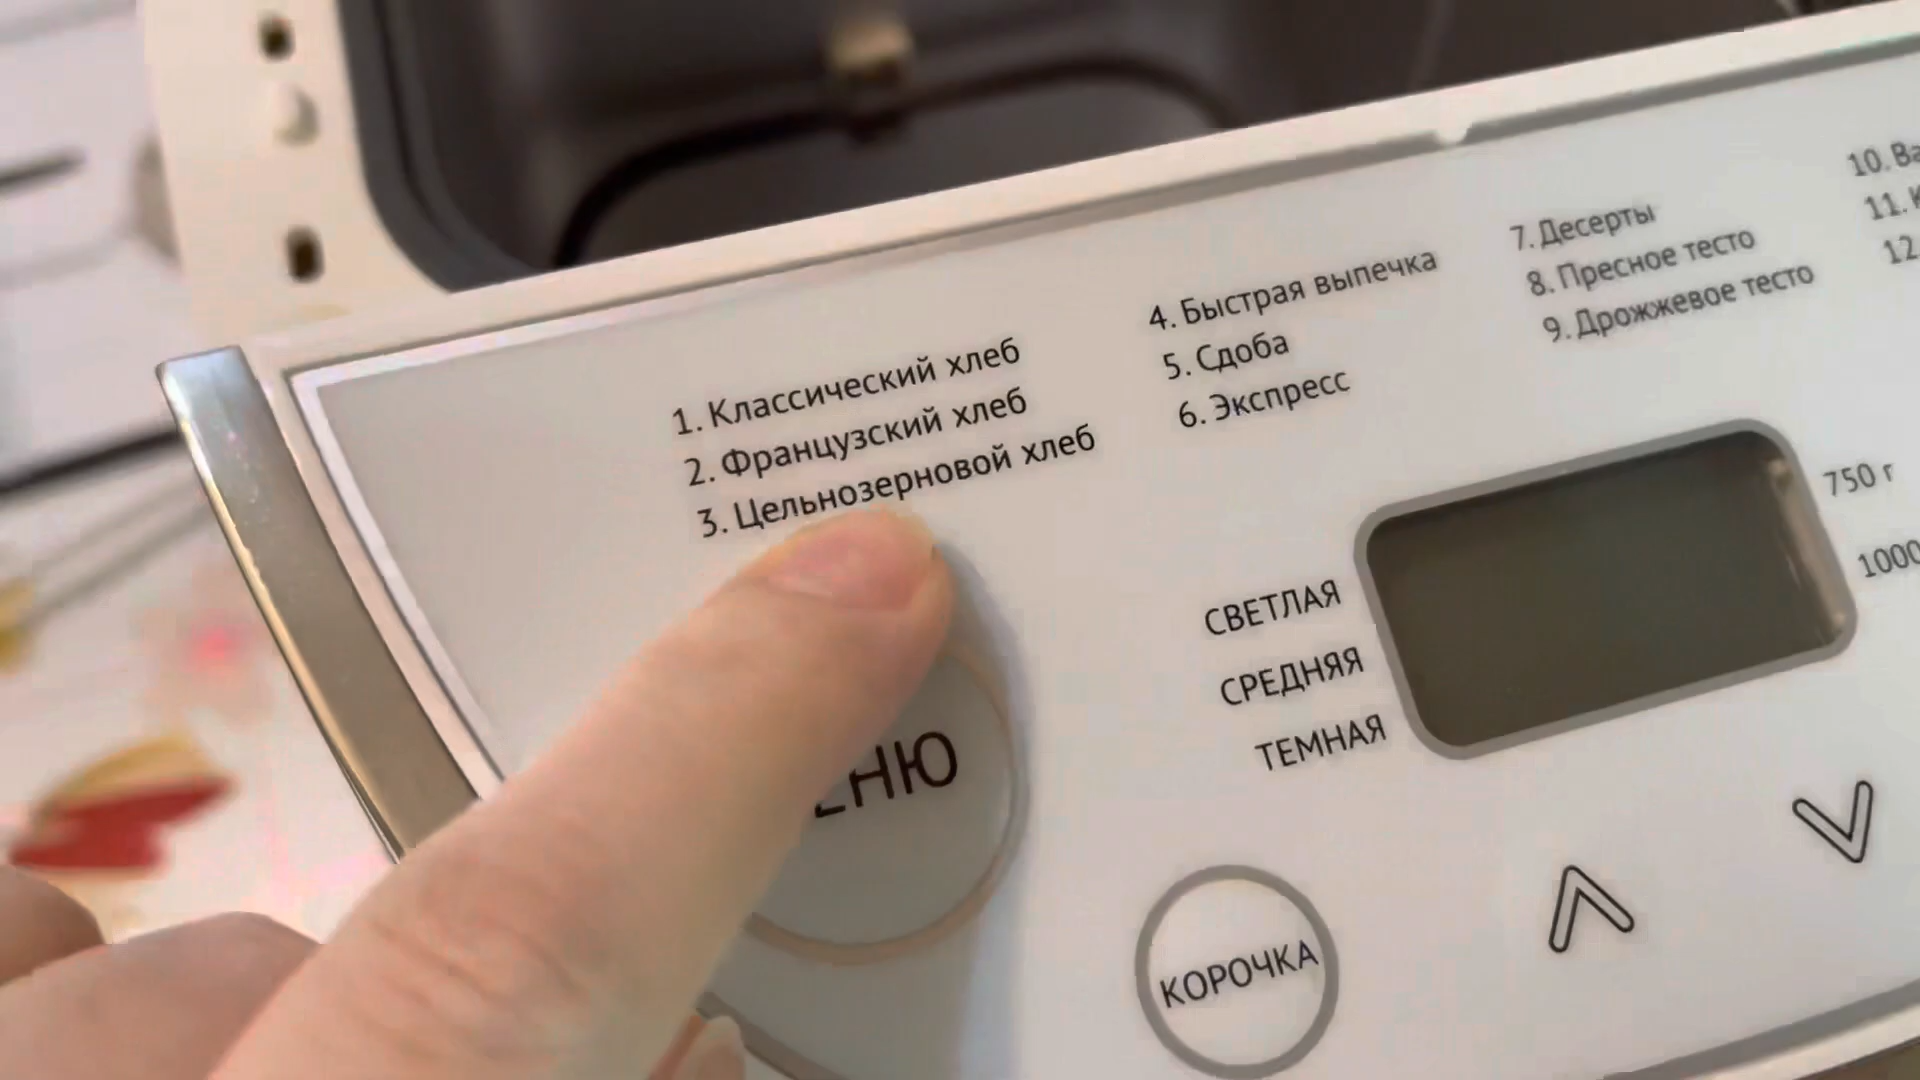 1. Классический хлеб
2. Французский хлеб
3. Цельнозерновой хлеб
4. Быстрая выпечка
5. Сдоба
6. Экспресс
7. Десерты
8. Пресное тесто
9. Дрожжевое тесто
10.
11.
12.
750 г
1000
СВЕТЛАЯ
СРЕДНЯЯ
ТЕМНАЯ
ЕНЮ
КОРОЧКА